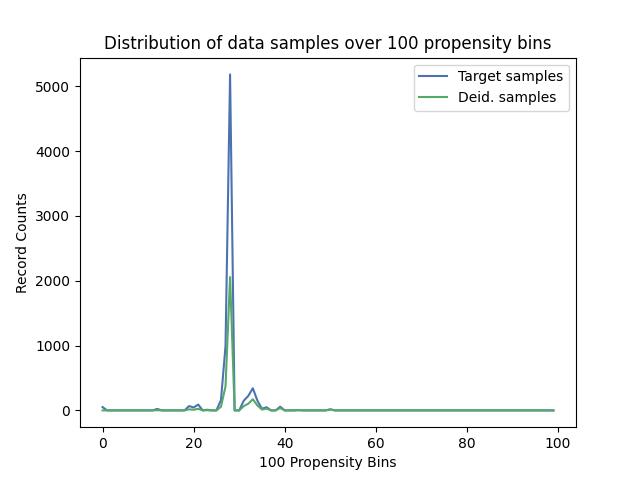 Distribution of data samples over 100 propensity bins
Target samples
Deid. samples
Record Counts
5000
4000
3000
2000
1000
0
0 20 40 60 80 100
100 Propensity Bins